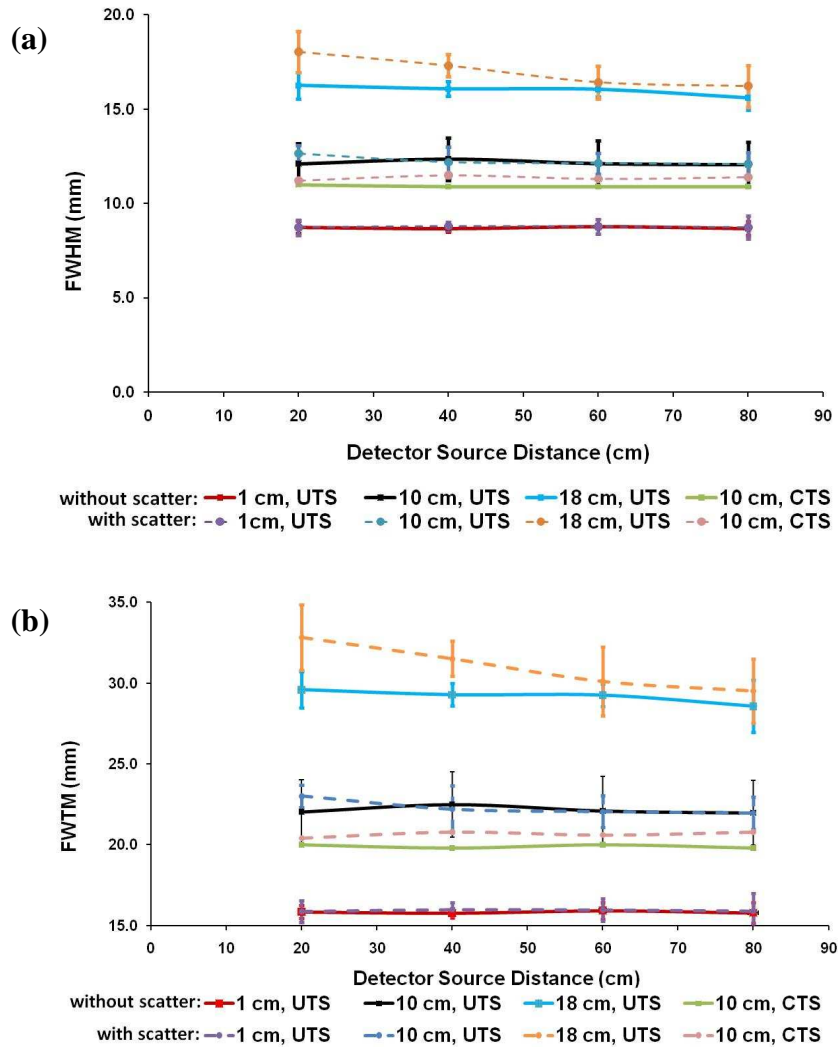 (a)
20.0
15.0
10.0
5.0
0.0
FWHM (mm)
0 10 20 30 40 50 60 70 80 90
Detector Source Distance (cm)
without scatter: 1 cm, UTS 10 cm, UTS 18 cm, UTS 10 cm, CTS
with scatter: 1cm, UTS 10 cm, UTS 18 cm, UTS 10 cm, CTS
(b)
35.0
30.0
25.0
20.0
15.0
FWTM (mm)
0 10 20 30 40 50 60 70 80 90
Detector Source Distance (cm)
without scatter: 1 cm, UTS 10 cm, UTS 18 cm, UTS 10 cm, CTS
with scatter: 1 cm, UTS 10 cm, UTS 18 cm, UTS 10 cm, CTS